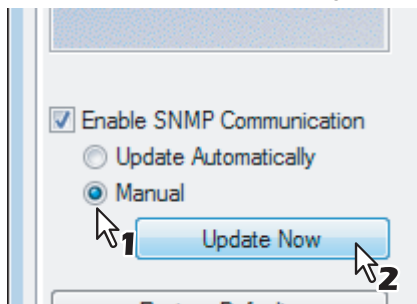 Enable SNMP Communication
Update Automatically
Manual
1
Update Now
2